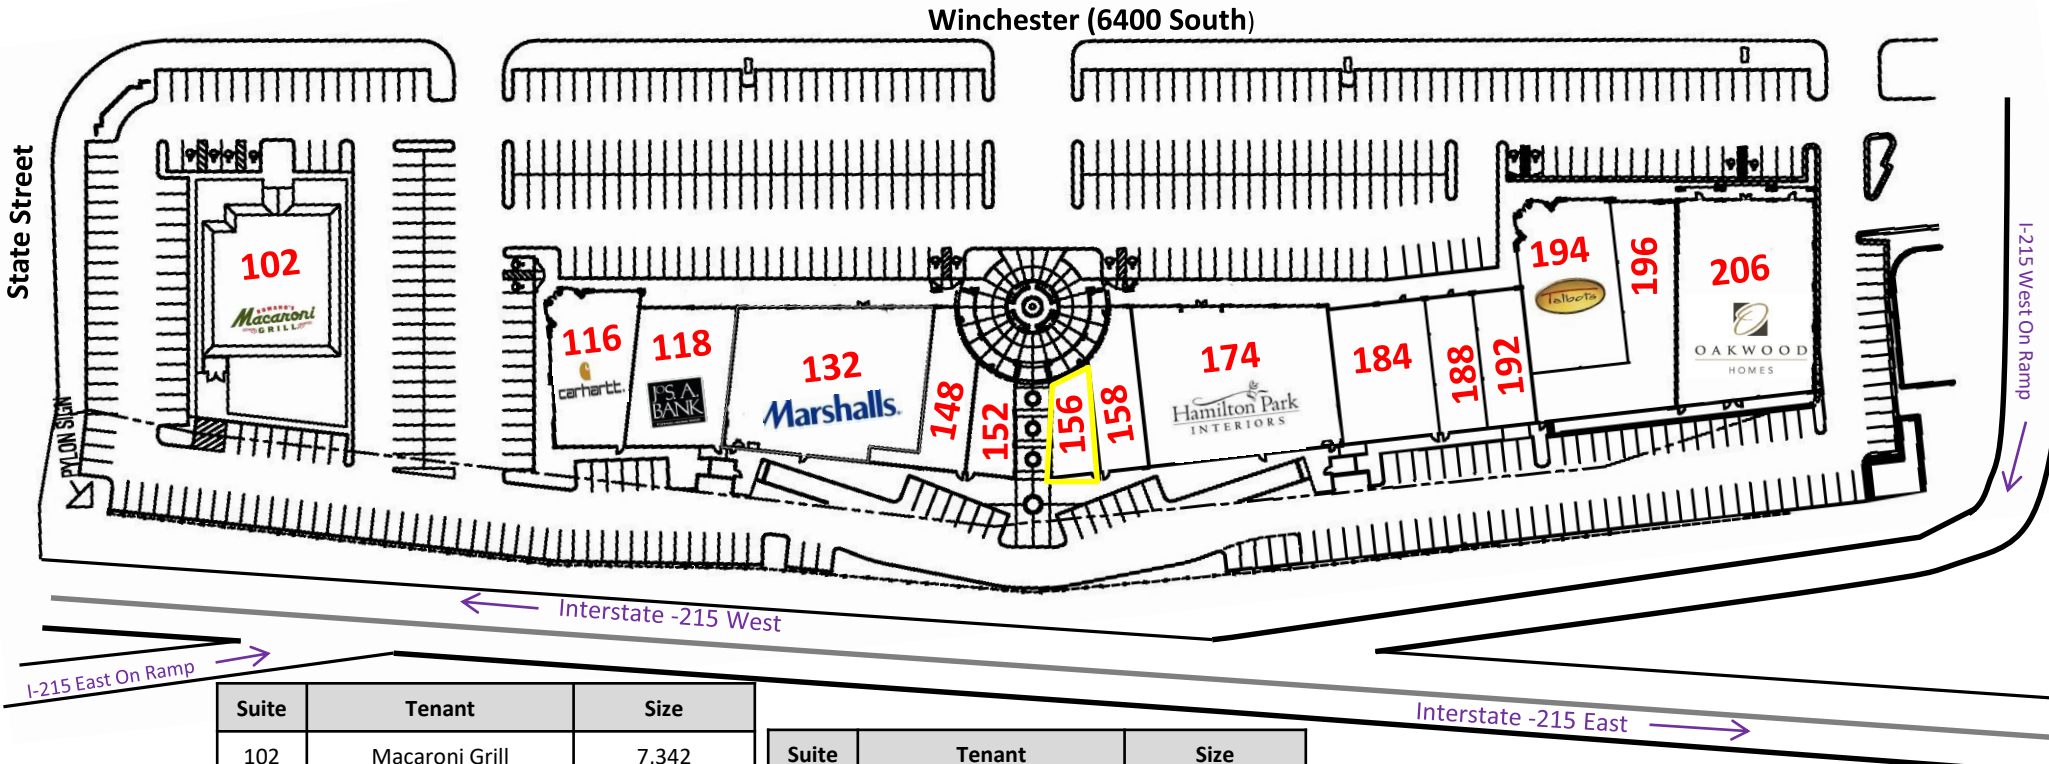 Winchester (6400 South)
State Street
102
ROMANO'S
Macaroni
GRILL
116
carhartt.
118
JoS. A.
BANK
132
Marshalls.
148
152
156
158
174
Hamilton Park
INTERIORS
184
188
192
194
Talbots
196
206
OAKWOOD
HOMES
I-215 West On Ramp
PYLON SIGN
Interstate -215 West
I-215 East On Ramp
Interstate -215 East
Suite Tenant Size
102 Macaroni Grill 7,342
Suite Tenant Size